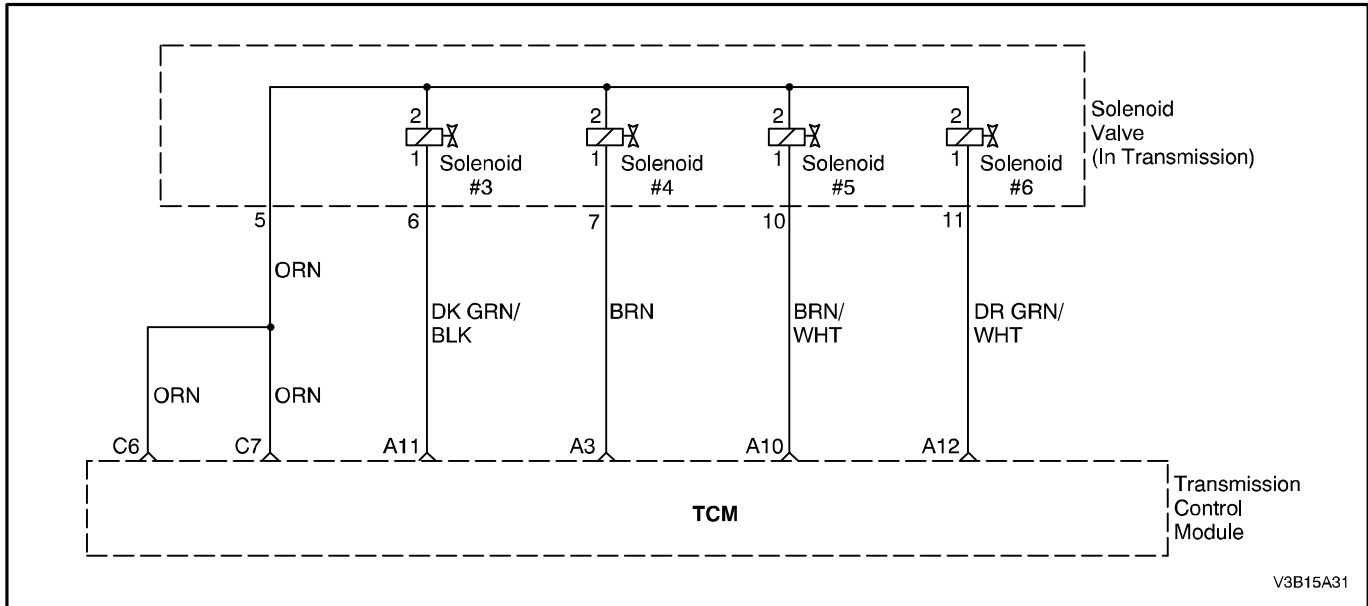 2
2
2
2
1
1
1
1
Solenoid
#3
Solenoid
#4
Solenoid
#5
Solenoid
#6
Solenoid
Valve
(In Transmission)
5
6
7
10
11
ORN
DK GRN/
BLK
BRN
BRN/
WHT
DR GRN/
WHT
ORN
ORN
C6
C7
A11
A3
A10
A12
TCM
Transmission
Control
Module
V3B15A31